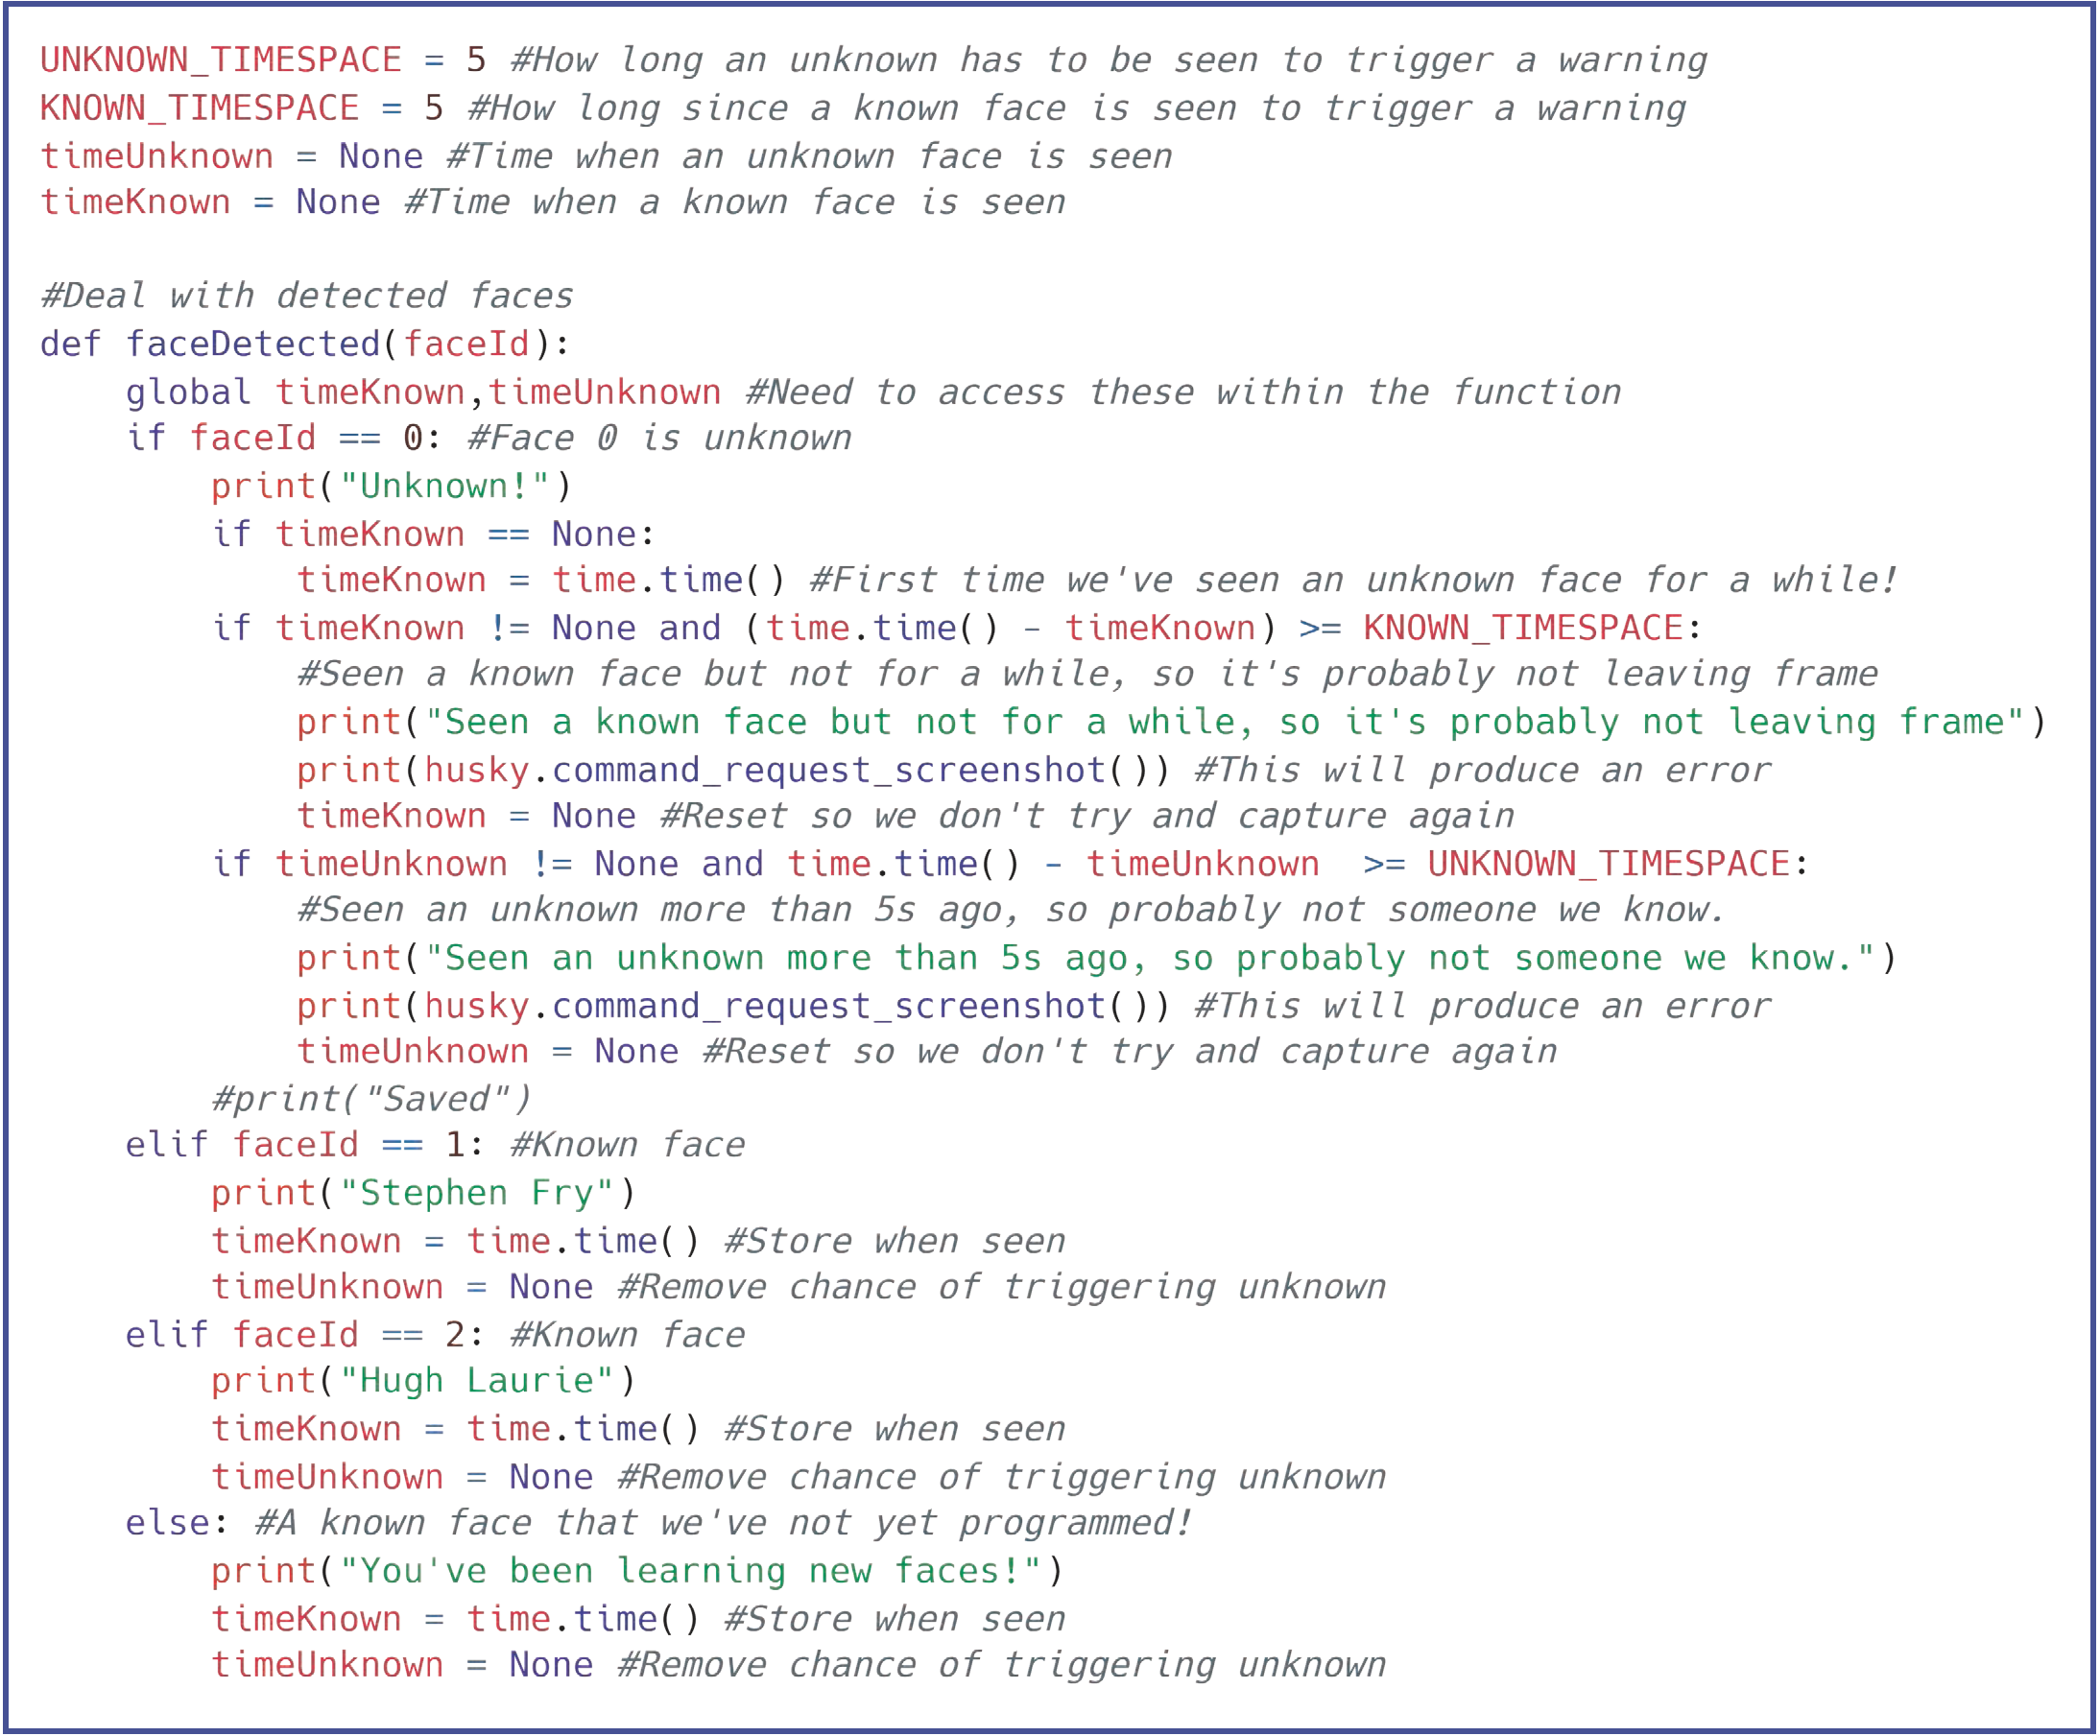 UNKNOWN_TIMESPACE = 5 #How long an unknown has to be seen to trigger a warning
KNOWN_TIMESPACE = 5 #How long since a known face is seen to trigger a warning
timeUnknown = None #Time when an unknown face is seen
timeKnown = None #Time when a known face is seen

#Deal with detected faces
def faceDetected(faceId):
    global timeKnown,timeUnknown #Need to access these within the function
    if faceId == 0: #Face 0 is unknown
        print("Unknown!")
        if timeKnown == None:
            timeKnown = time.time() #First time we've seen an unknown face for a while!
        if timeKnown != None and (time.time() - timeKnown) >= KNOWN_TIMESPACE:
            #Seen a known face but not for a while, so it's probably not leaving frame
            print("Seen a known face but not for a while, so it's probably not leaving frame")
            print(husky.command_request_screenshot()) #This will produce an error
            timeKnown = None #Reset so we don't try and capture again
        if timeUnknown != None and time.time() - timeUnknown  >= UNKNOWN_TIMESPACE:
            #Seen an unknown more than 5s ago, so probably not someone we know.
            print("Seen an unknown more than 5s ago, so probably not someone we know.")
            print(husky.command_request_screenshot()) #This will produce an error
            timeUnknown = None #Reset so we don't try and capture again
        #print("Saved")
    elif faceId == 1: #Known face
        print("Stephen Fry")
        timeKnown = time.time() #Store when seen
        timeUnknown = None #Remove chance of triggering unknown
    elif faceId == 2: #Known face
        print("Hugh Laurie")
        timeKnown = time.time() #Store when seen
        timeUnknown = None #Remove chance of triggering unknown
    else: #A known face that we've not yet programmed!
        print("You've been learning new faces!")
        timeKnown = time.time() #Store when seen
        timeUnknown = None #Remove chance of triggering unknown